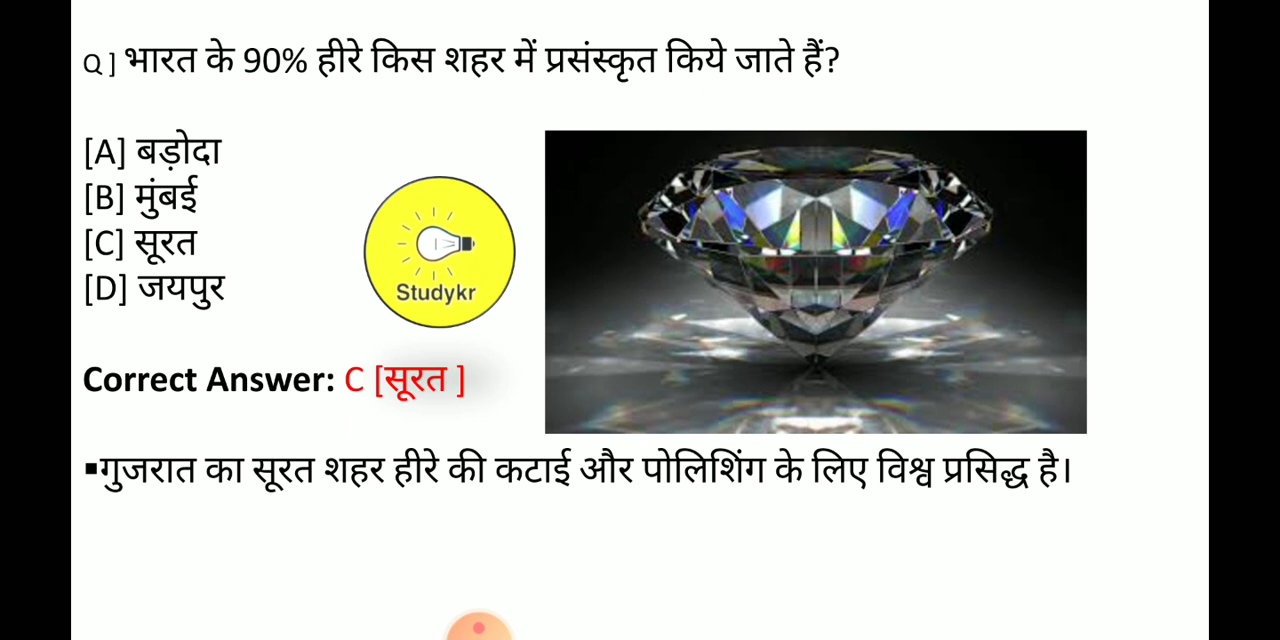 Q ] भारत के 90% हीरे किस शहर में प्रसंस्कृत किये जाते हैं?
[A] बड़ोदा
[B] मुंबई
[C] सूरत
[D] जयपुर
Studykr
Correct Answer: C [सूरत ]
▪गुजरात का सूरत शहर हीरे की कटाई और पोलिशिंग के लिए विश्व प्रसिद्ध है।